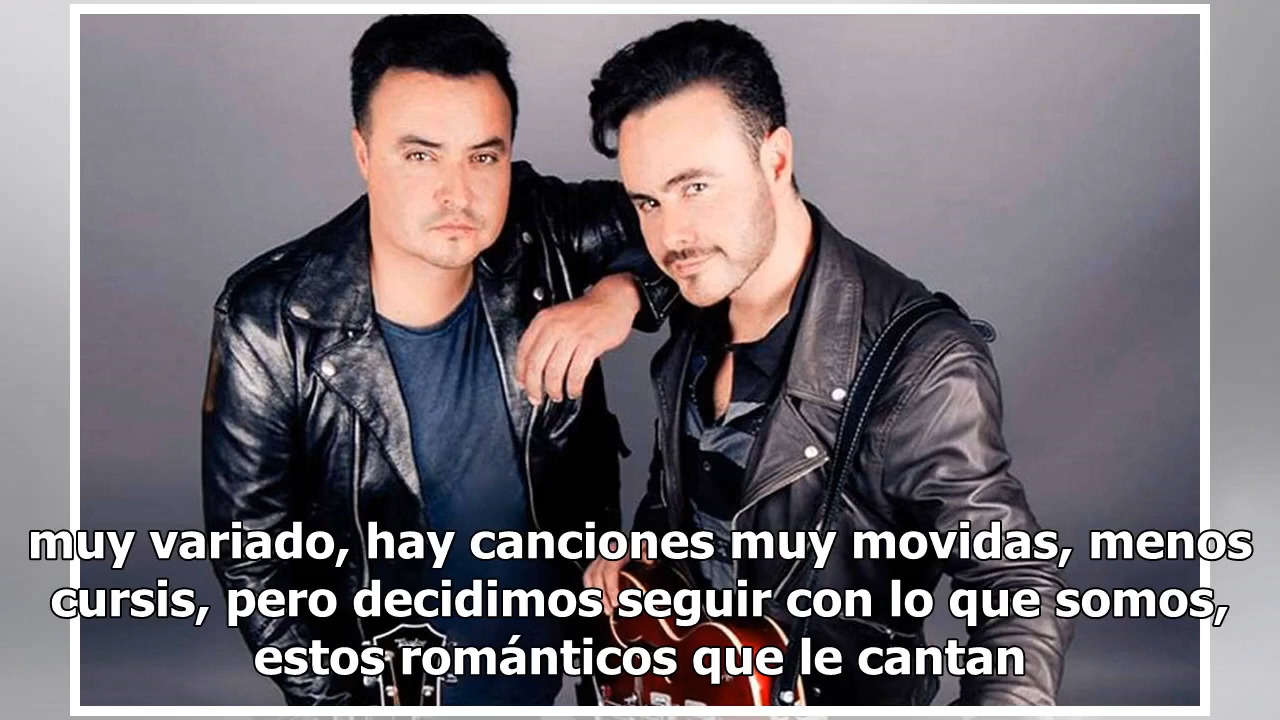 muy variado, hay canciones muy movidas, menos
cursis, pero decidimos seguir con lo que somos,
estos románticos que le cantan